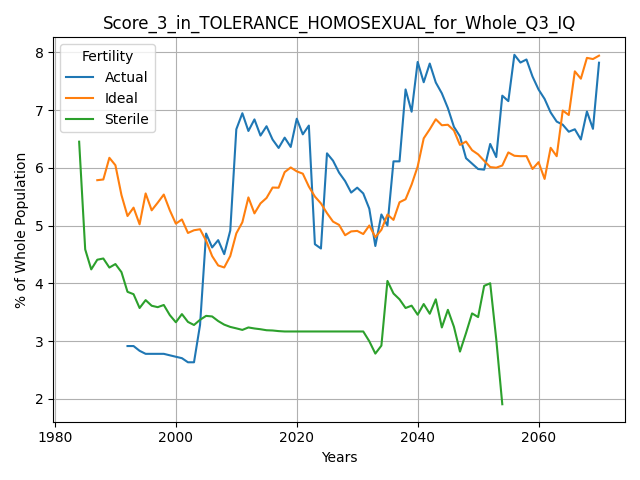 Score_3_in_TOLERANCE_HOMOSEXUAL_for_Whole_Q3_IQ
Fertility
Actual
Ideal
Sterile
% of Whole Population
8
7
6
5
4
3
2
1980
2000
2020
2040
2060
Years